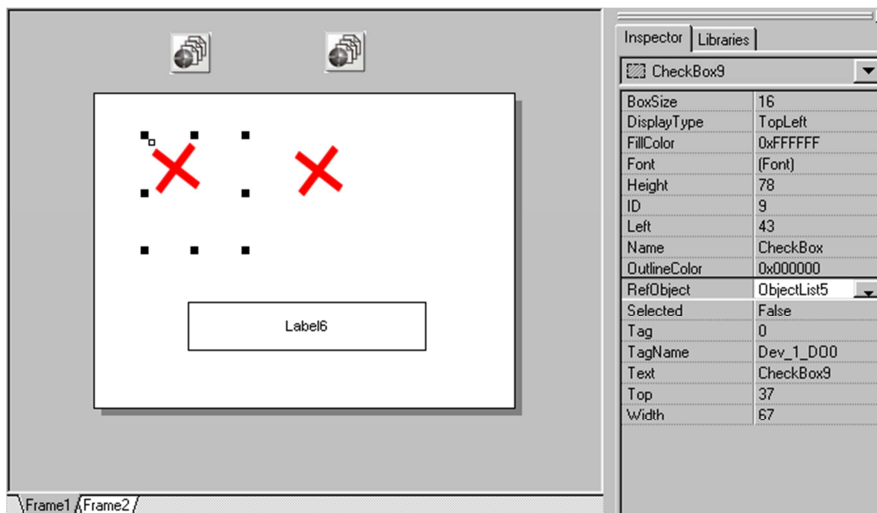 Inspector Libraries
CheckBox9
BoxSize 16
DisplayType TopLeft
FillColor 0xFFFFFF
Font (Font)
Height 78
ID 9
Left 43
Name CheckBox
OutlineColor 0x000000
RefObject ObjectList5
Selected False
Tag 0
TagName Dev_1_DO0
Text CheckBox9
Top 37
Width 67
Label6
Frame1 Frame2